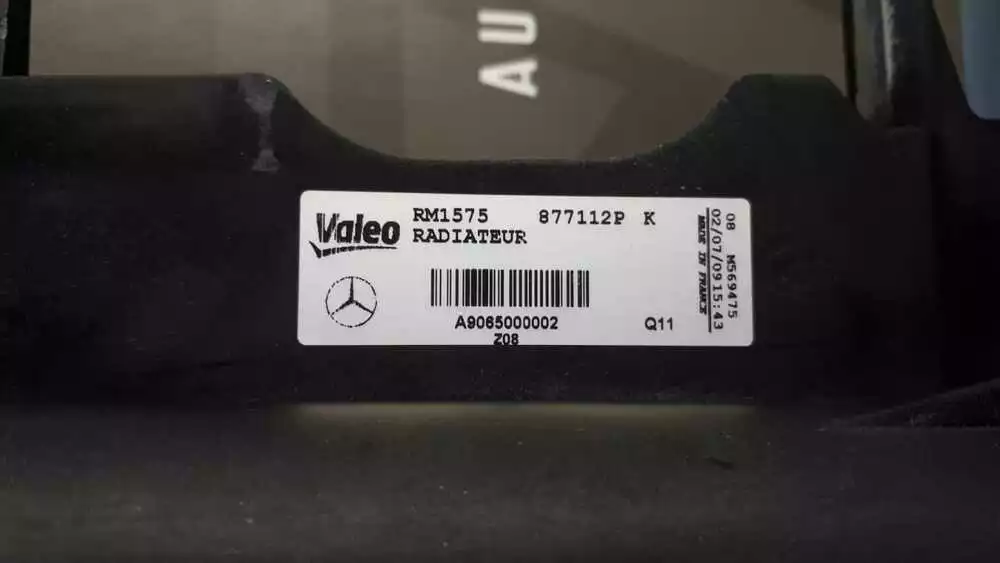 AU
Valeo
RM1575 877112P K
RADIATEUR
A9065000002
Z08
Q11
08 M569475
02/07/0915:43
MADE IN FRANCE